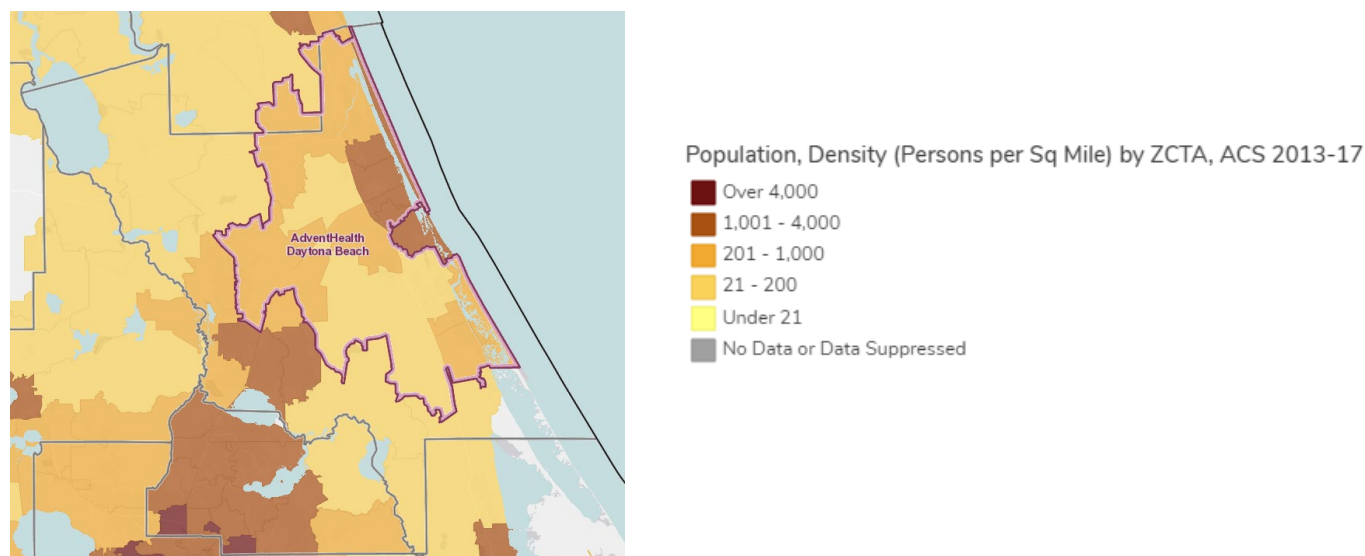 AdventHealth
Daytona Beach
Population, Density (Persons per Sq Mile) by ZCTA, ACS 2013-17
Over 4,000
1,001 - 4,000
201 - 1,000
21 - 200
Under 21
No Data or Data Suppressed